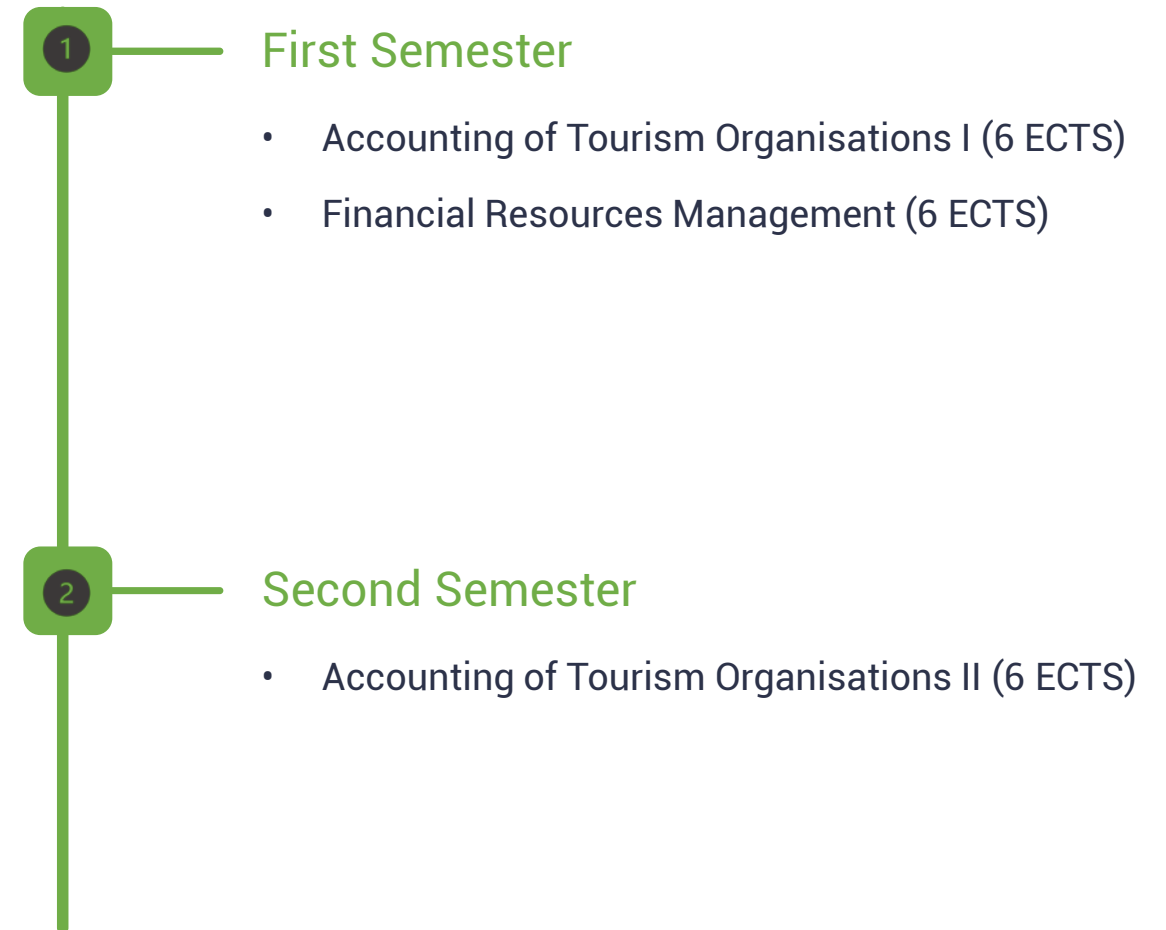 1
First Semester
• Accounting of Tourism Organisations I (6 ECTS)
• Financial Resources Management (6 ECTS)
2
Second Semester
• Accounting of Tourism Organisations II (6 ECTS)